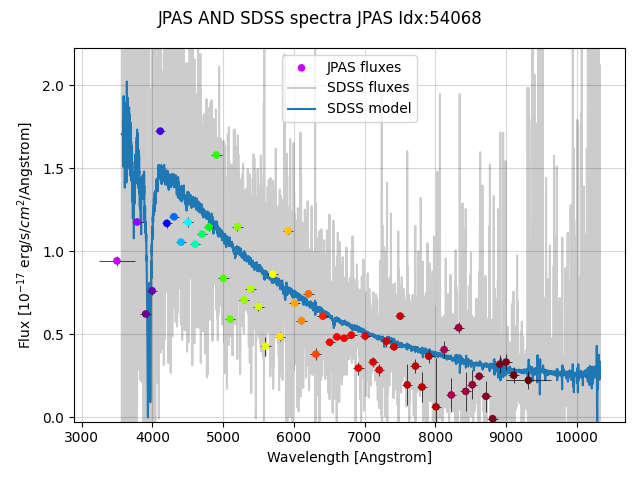 JPAS AND SDSS spectra JPAS Idx:54068
JPAS fluxes
SDSS fluxes
SDSS model
Flux [10⁻¹⁷ erg/s/cm²/Angstrom]
2.0
1.5
1.0
0.5
0.0
3000 4000 5000 6000 7000 8000 9000 10000
Wavelength [Angstrom]